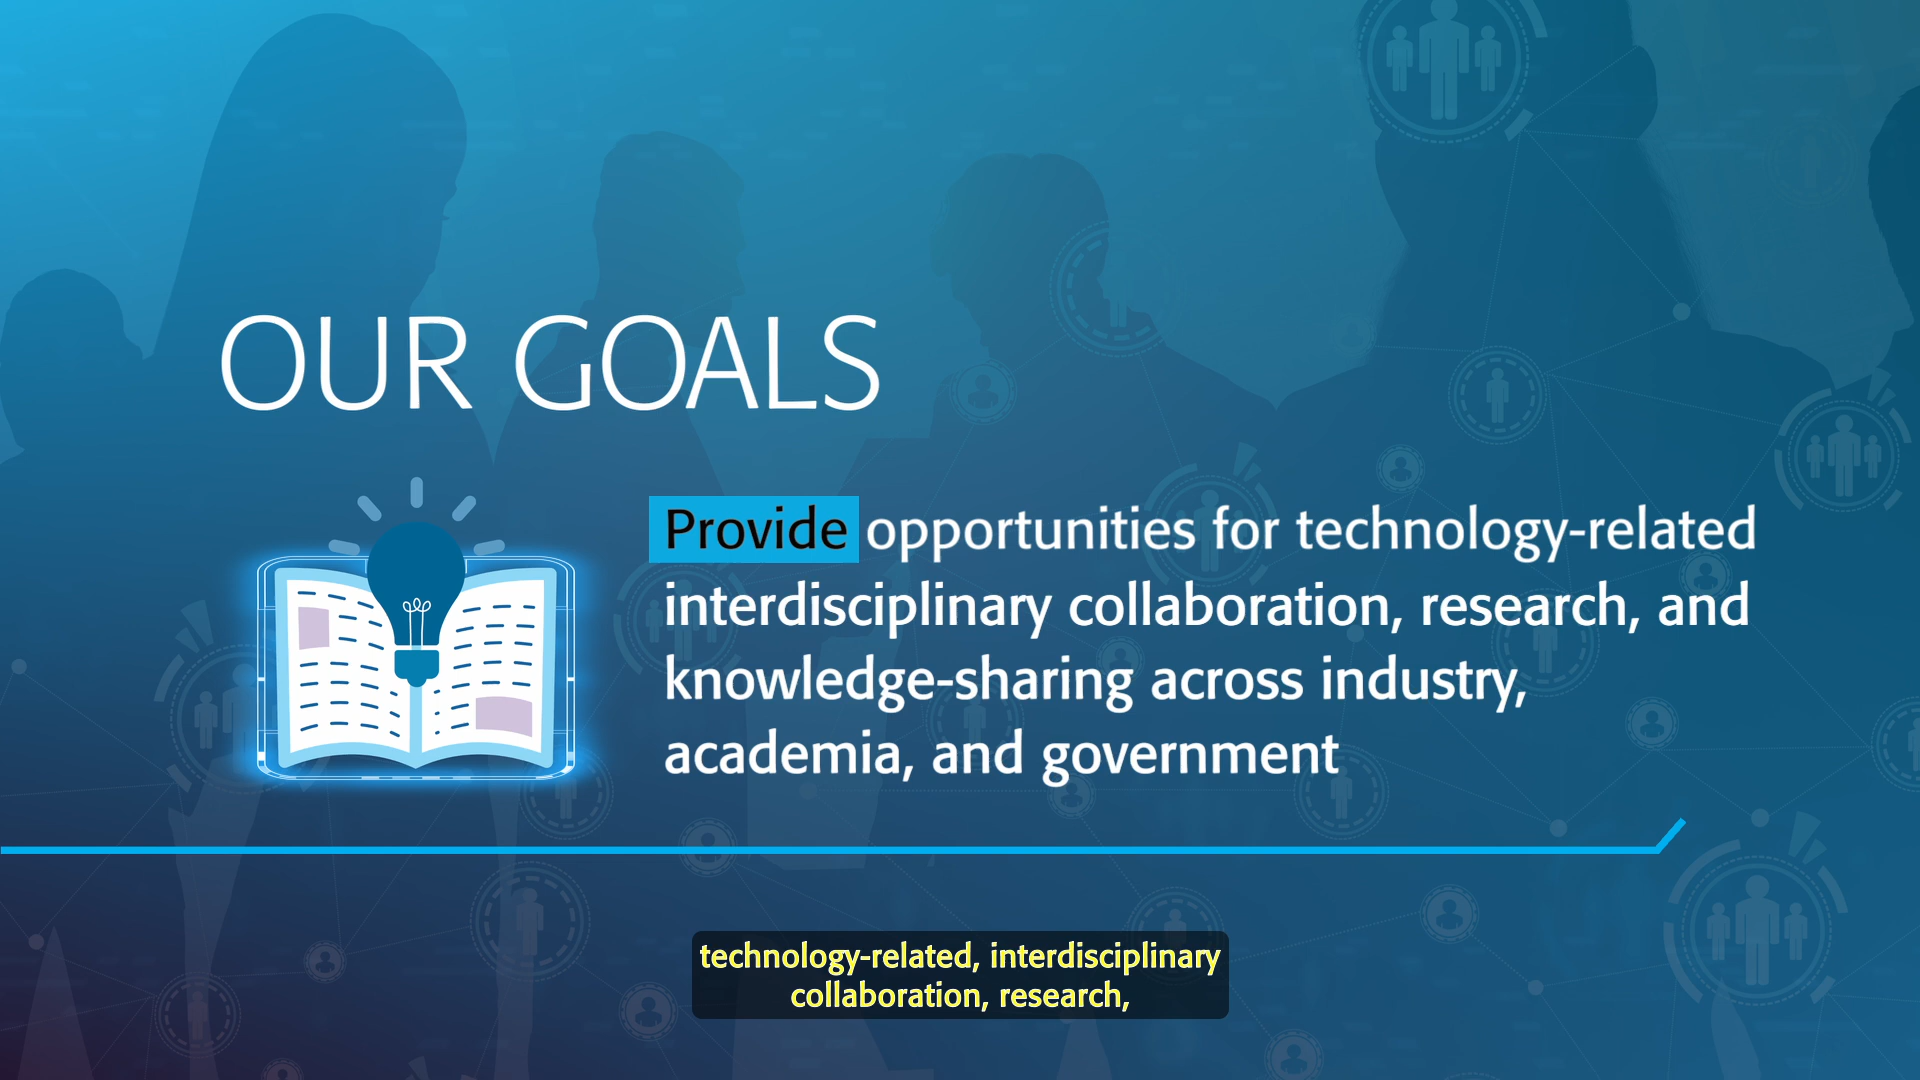 OUR GOALS
Provide opportunities for technology-related
interdisciplinary collaboration, research, and
knowledge-sharing across industry,
academia, and government
technology-related, interdisciplinary
collaboration, research,